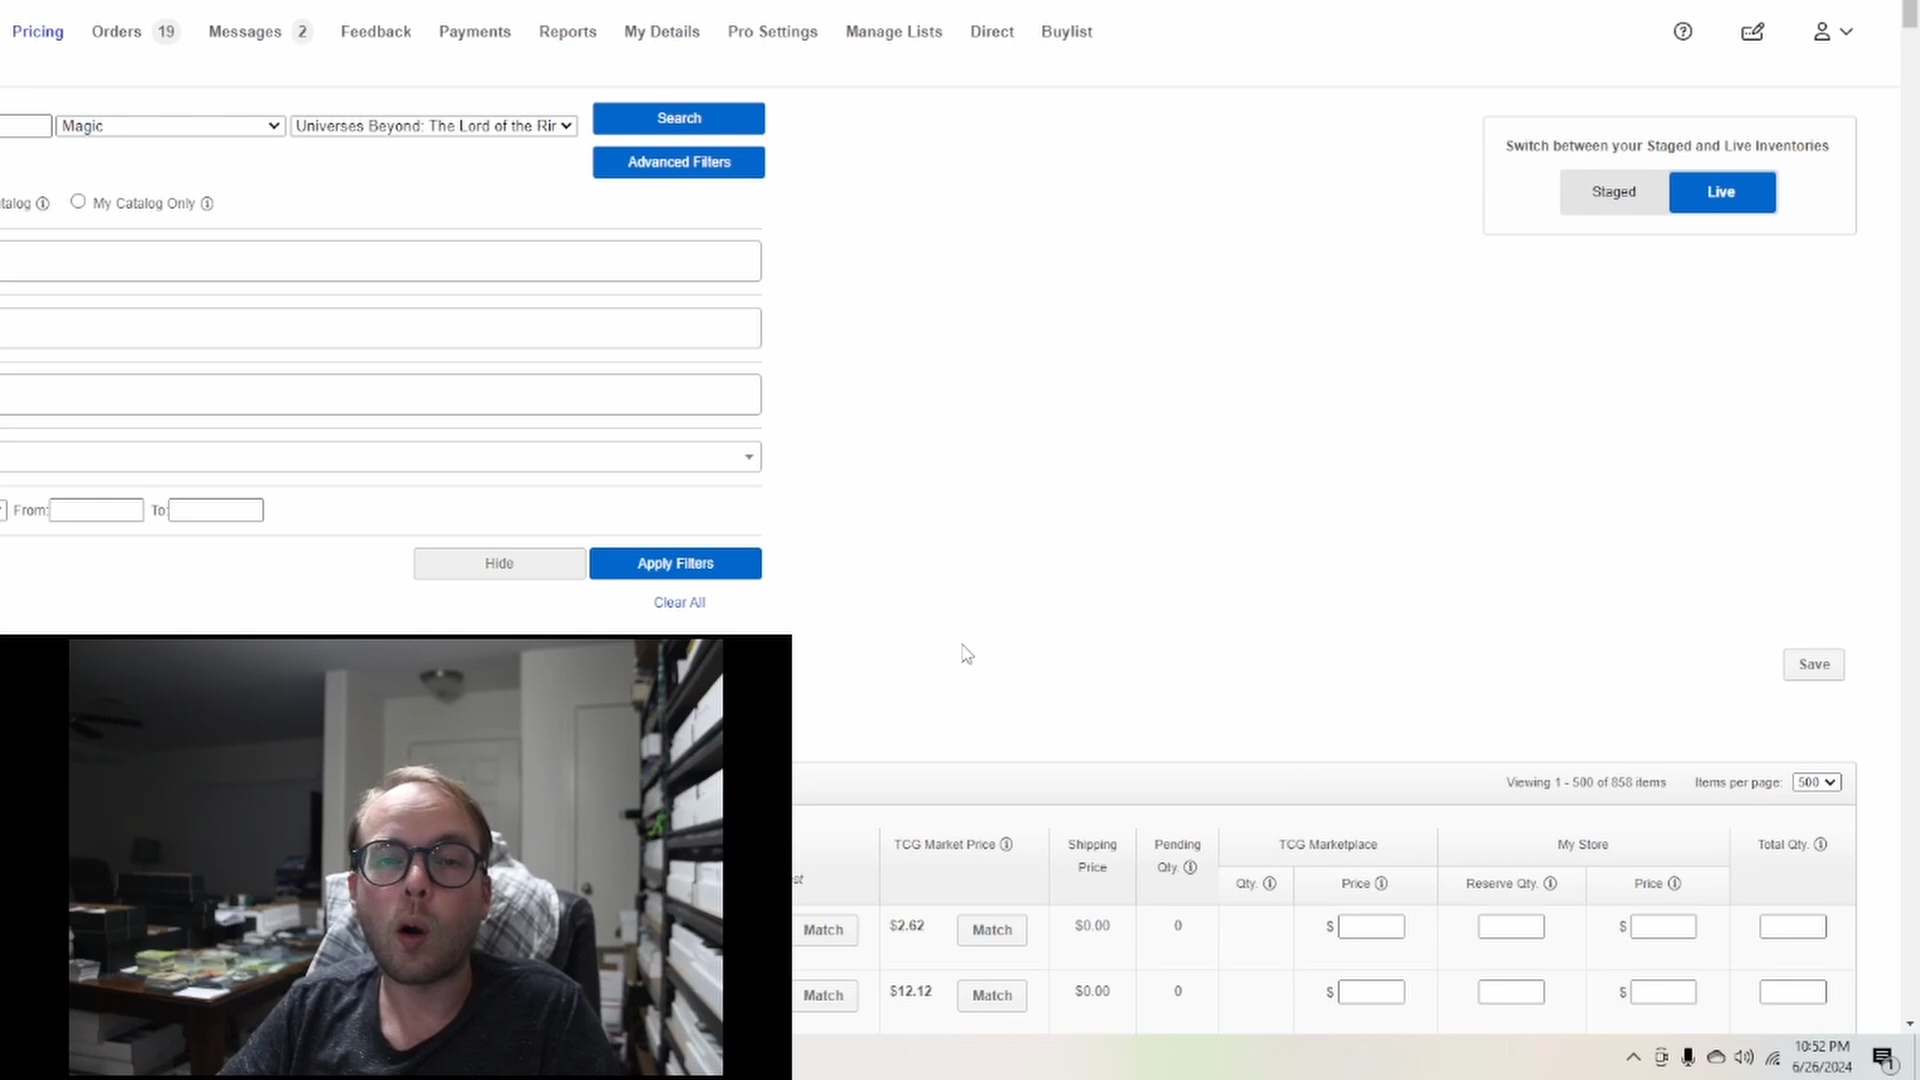 Pricing Orders 19 Messages 2 Feedback Payments Reports My Details Pro Settings Manage Lists Direct Buylist
Magic Universes Beyond: The Lord of the Rir Search
Advanced Filters
Switch between your Staged and Live Inventories
Staged Live
talog My Catalog Only
From: To:
Hide Apply Filters
Clear All
Save
Viewing 1 - 500 of 858 items Items per page: 500
TCG Market Price Shipping Price Pending Qty. TCG Marketplace My Store Total Qty.
Qty. Price Reserve Qty. Price
Match $2.62 Match $0.00 0 $ $
Match $12.12 Match $0.00 0 $ $
10:52 PM
6/26/2024
1